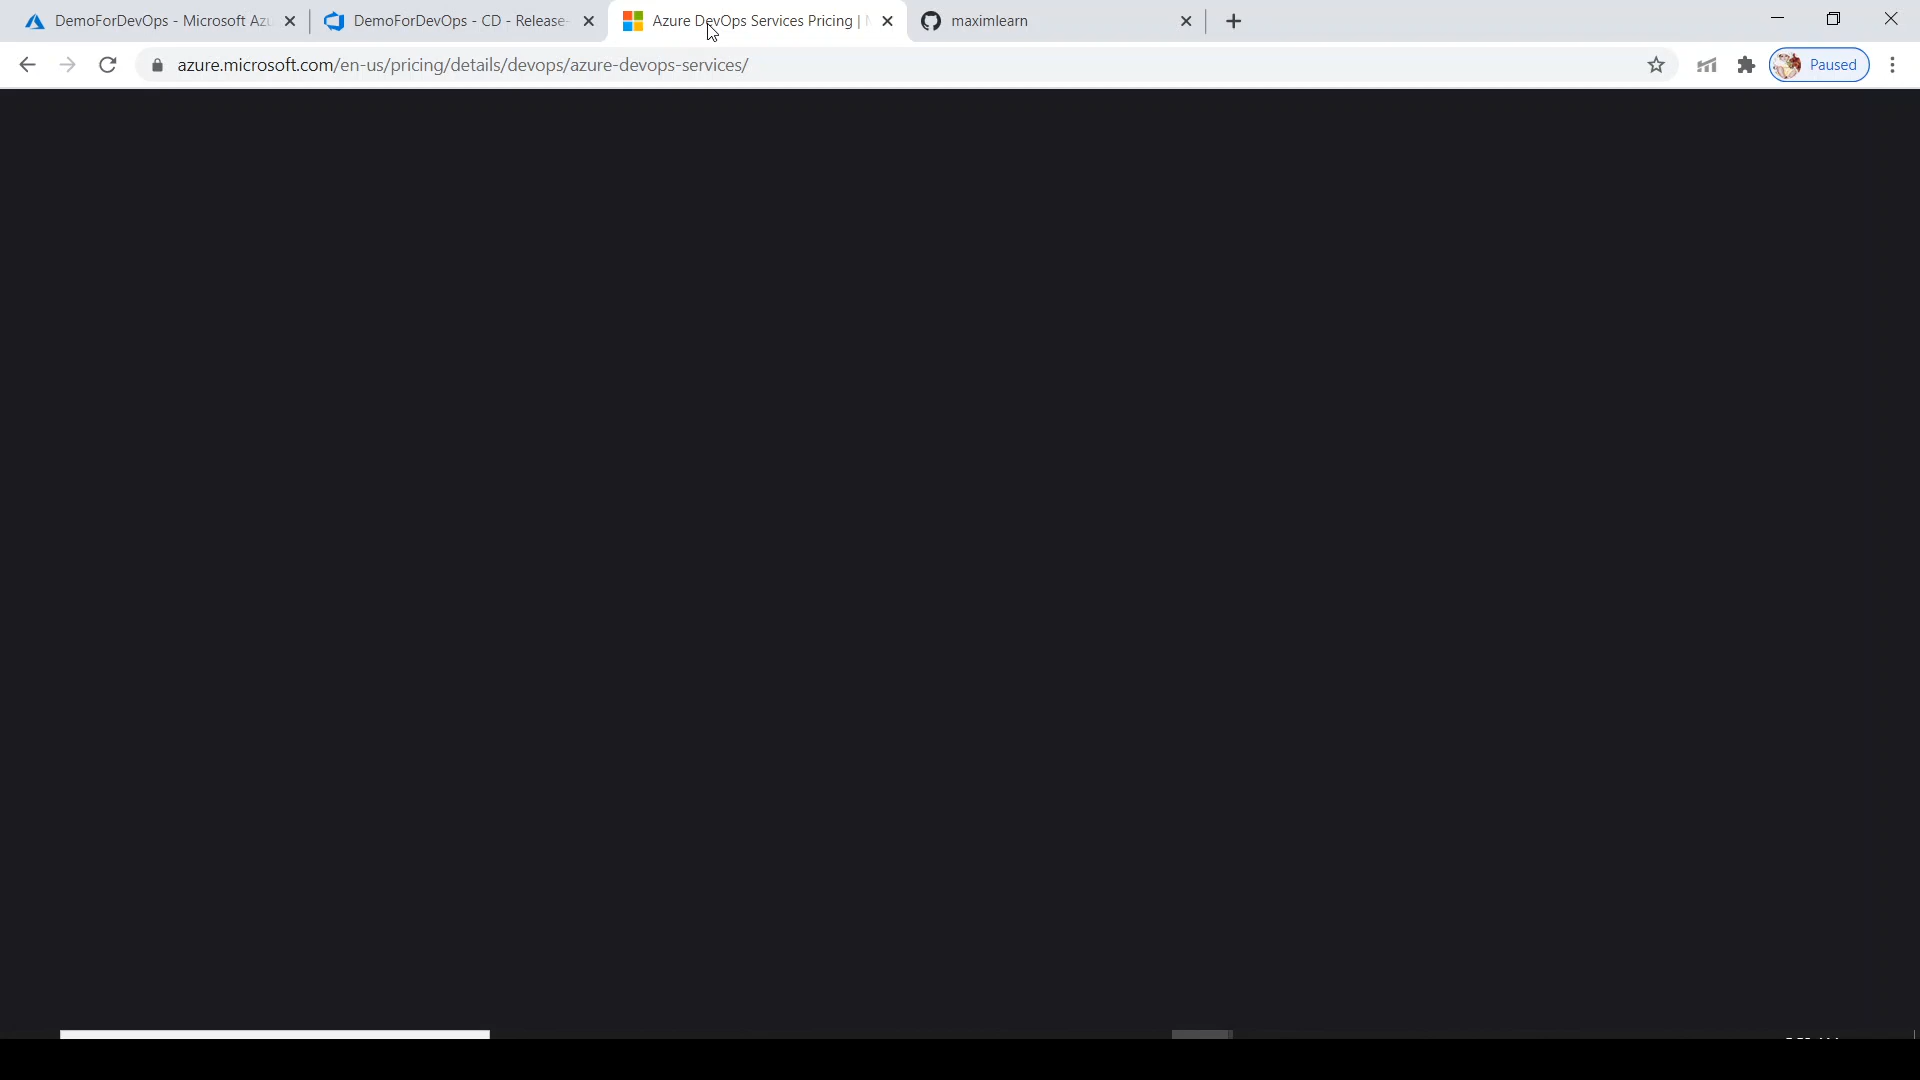 DemoForDevOps - Microsoft Az
DemoForDevOps - CD - Release-
Azure DevOps Services Pricing |
maximlearn
azure.microsoft.com/en-us/pricing/details/devops/azure-devops-services/
Paused